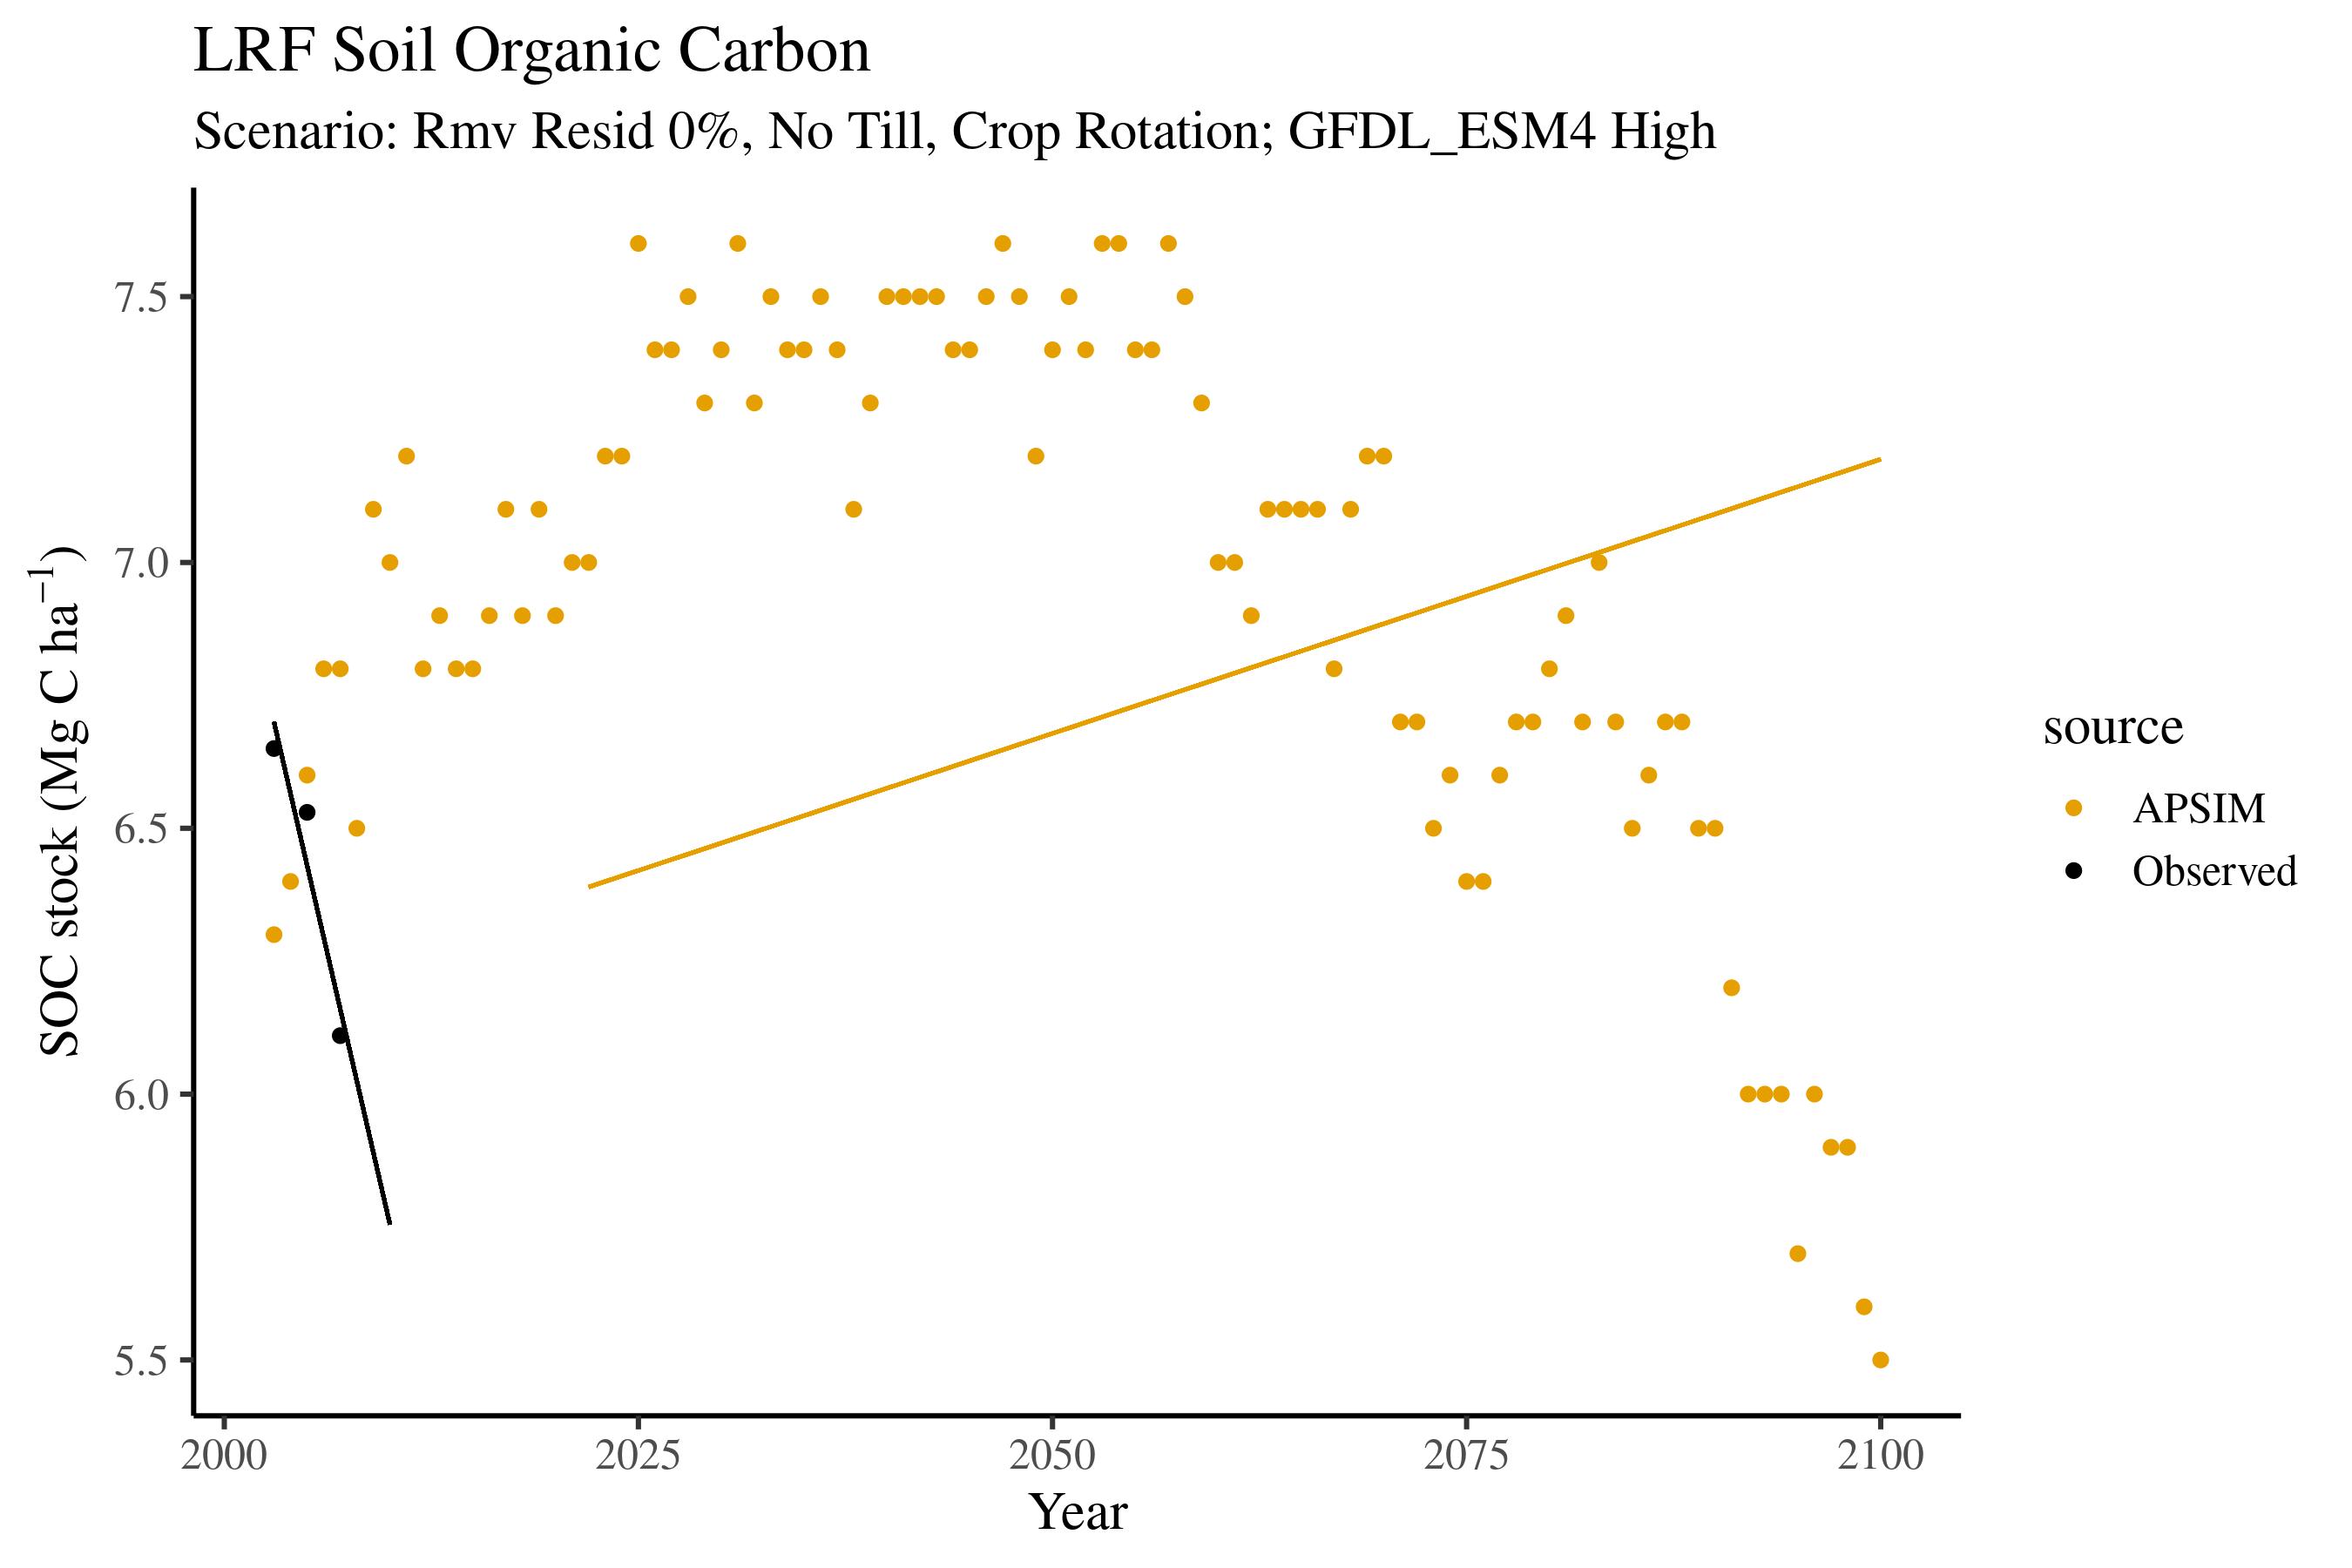 LRF Soil Organic Carbon
Scenario: Rmv Resid 0%, No Till, Crop Rotation; GFDL_ESM4 High
SOC stock (Mg C ha⁻¹)
7.5
7.0
6.5
6.0
5.5
2000 2025 2050 2075 2100
Year
source
APSIM
Observed